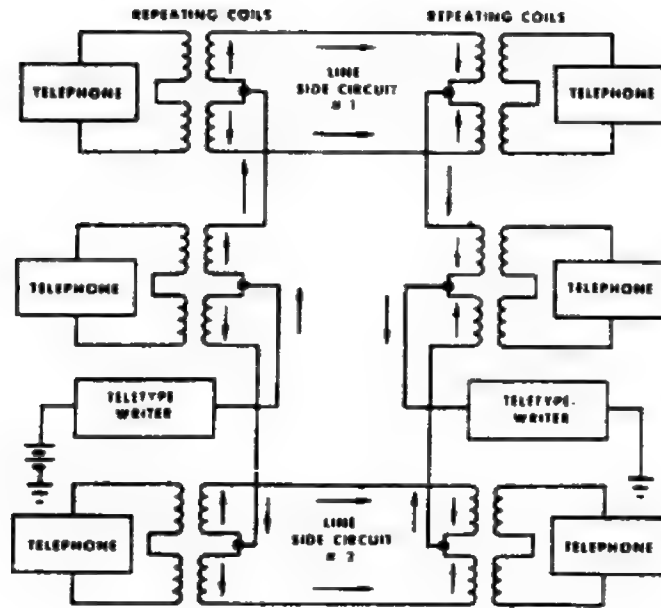 REPEATING COILS
REPEATING COILS
TELEPHONE
LINE
SIDE CIRCUIT
# 1
TELEPHONE
TELEPHONE
TELEPHONE
TELETYPE
WRITER
TELETYPE-
WRITER
TELEPHONE
LINE
SIDE CIRCUIT
# 2
TELEPHONE